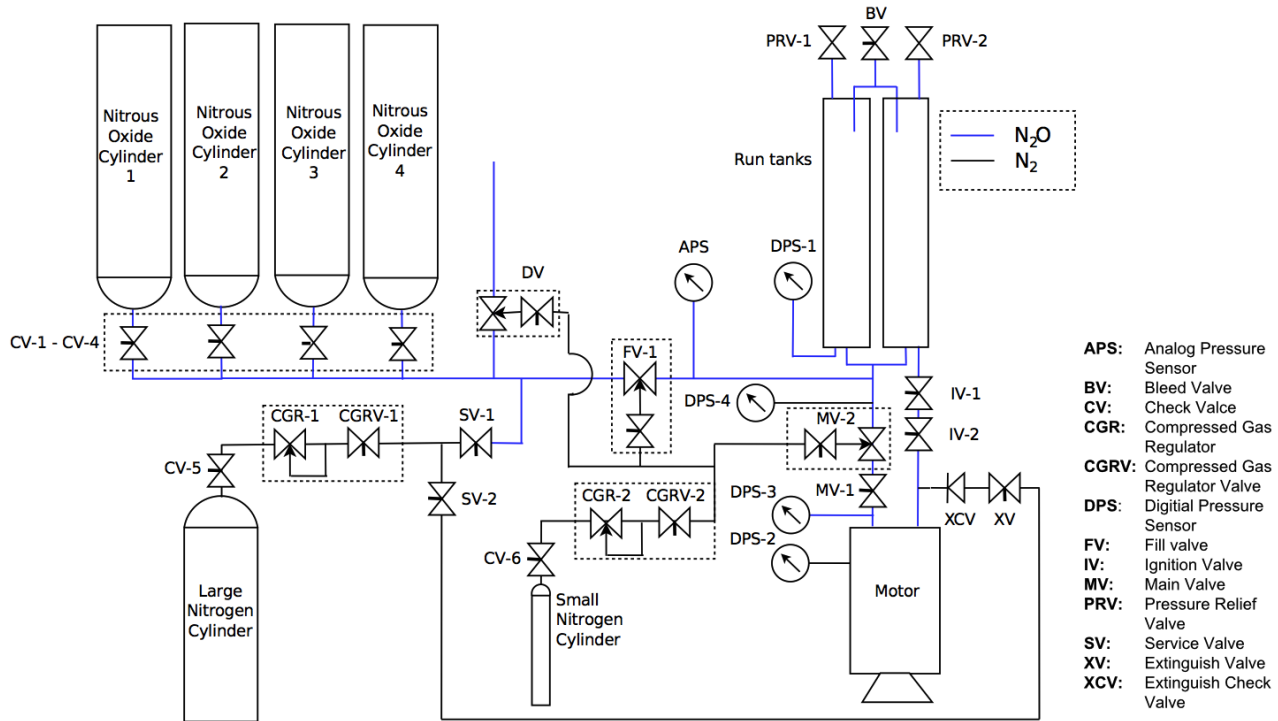 BV
PRV-1
PRV-2
Nitrous
Oxide
Cylinder
1
Nitrous
Oxide
Cylinder
2
Nitrous
Oxide
Cylinder
3
Nitrous
Oxide
Cylinder
4
N₂O
N₂
Run tanks
APS
DPS-1
DV
CV-1 - CV-4
FV-1
DPS-4
IV-1
MV-2
IV-2
CGR-1
CGRV-1
SV-1
CV-5
SV-2
MV-1
DPS-3
CGR-2
CGRV-2
XCV
XV
DPS-2
CV-6
Large
Nitrogen
Cylinder
Small
Nitrogen
Cylinder
Motor
APS: Analog Pressure
Sensor
BV: Bleed Valve
CV: Check Valce
CGR: Compressed Gas
Regulator
CGRV: Compressed Gas
Regulator Valve
DPS: Digitial Pressure
Sensor
FV: Fill valve
IV: Ignition Valve
MV: Main Valve
PRV: Pressure Relief
Valve
SV: Service Valve
XV: Extinguish Valve
XCV: Extinguish Check
Valve